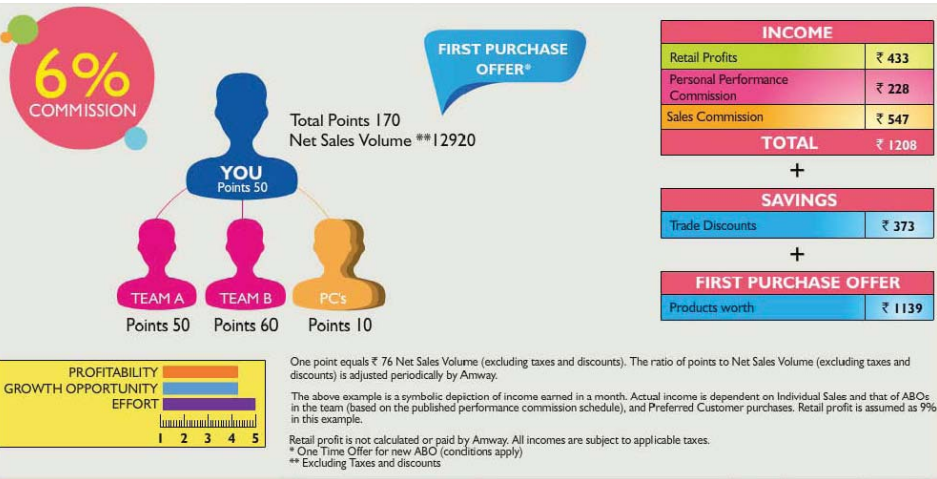 6%
COMMISSION
FIRST PURCHASE
OFFER*
Total Points 170
Net Sales Volume **12920
YOU
Points 50
TEAM A
TEAM B
PC's
Points 50
Points 60
Points 10
INCOME
Retail Profits ₹ 433
Personal Performance
Commission ₹ 228
Sales Commission ₹ 547
TOTAL ₹ 1208
+
SAVINGS
Trade Discounts ₹ 373
+
FIRST PURCHASE OFFER
Products worth ₹ 1139
PROFITABILITY
GROWTH OPPORTUNITY
EFFORT
1 2 3 4 5
One point equals ₹ 76 Net Sales Volume (excluding taxes and discounts). The ratio of points to Net Sales Volume (excluding taxes and
discounts) is adjusted periodically by Amway.
The above example is a symbolic depiction of income earned in a month. Actual income is dependent on Individual Sales and that of ABOs
in the team (based on the published performance commission schedule), and Preferred Customer purchases. Retail profit is assumed as 9%
in this example.
Retail profit is not calculated or paid by Amway. All incomes are subject to applicable taxes.
* One Time Offer for new ABO (conditions apply)
** Excluding Taxes and discounts